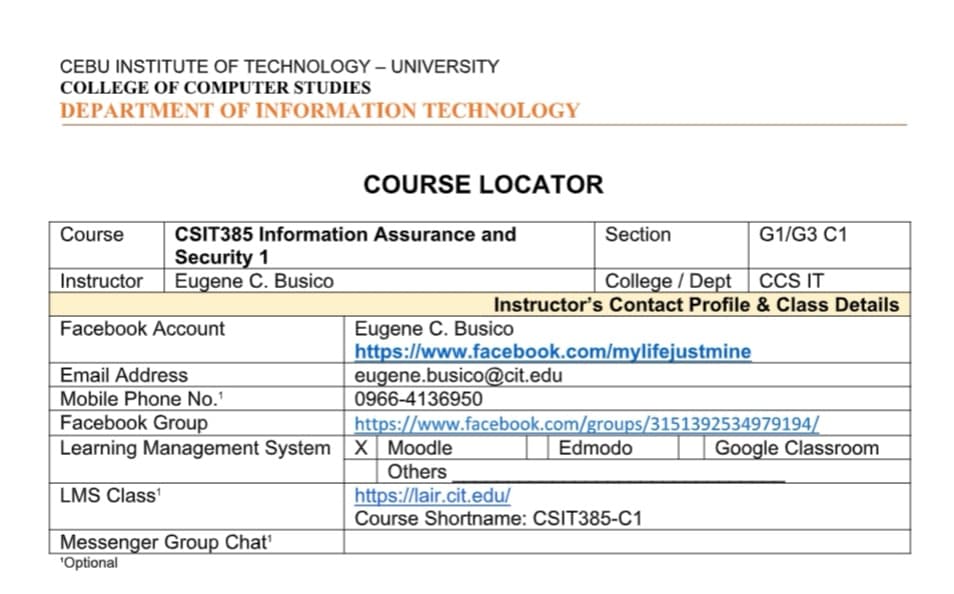 CEBU INSTITUTE OF TECHNOLOGY – UNIVERSITY
COLLEGE OF COMPUTER STUDIES
DEPARTMENT OF INFORMATION TECHNOLOGY
COURSE LOCATOR
Course CSIT385 Information Assurance and Security 1 Section G1/G3 C1
Instructor Eugene C. Busico College / Dept CCS IT
Instructor's Contact Profile & Class Details
Facebook Account Eugene C. Busico
https://www.facebook.com/mylifejustmine
Email Address eugene.busico@cit.edu
Mobile Phone No.¹ 0966-4136950
Facebook Group https://www.facebook.com/groups/3151392534979194/
Learning Management System X Moodle Edmodo Google Classroom
Others
LMS Class¹ https://lair.cit.edu/
Course Shortname: CSIT385-C1
Messenger Group Chat¹
¹Optional